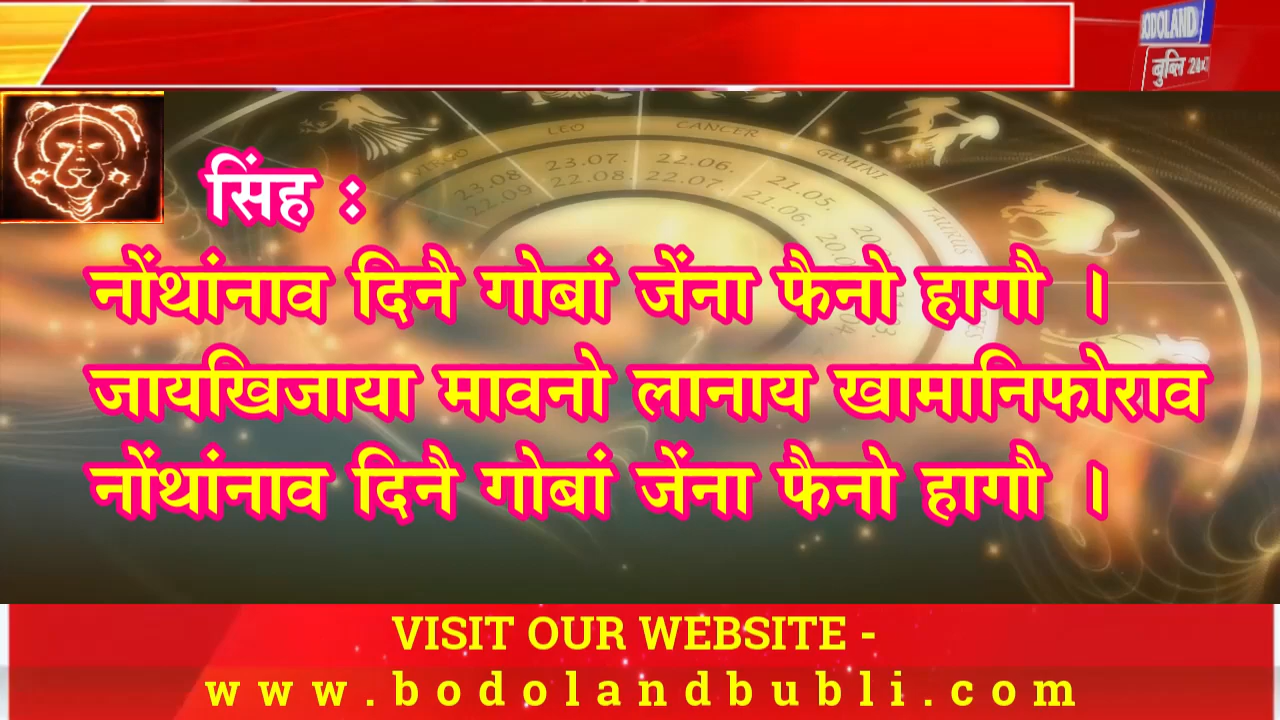 BODOLAND
बुब्लि 24x7
LEO
CANCER
VIRGO
GEMINI
TAURUS
23.07.
22.08.
22.06.
22.07.
23.08
22.09
21.05.
21.06.
सिंह :
नोंथांनाव दिनै गोबां जेंना फैनो हागौ ।
जायखिजाया मावनो लानाय खामानिफोराव
नोंथांनाव दिनै गोबां जेंना फैनो हागौ ।
VISIT OUR WEBSITE -
www.bodolandbubli.com